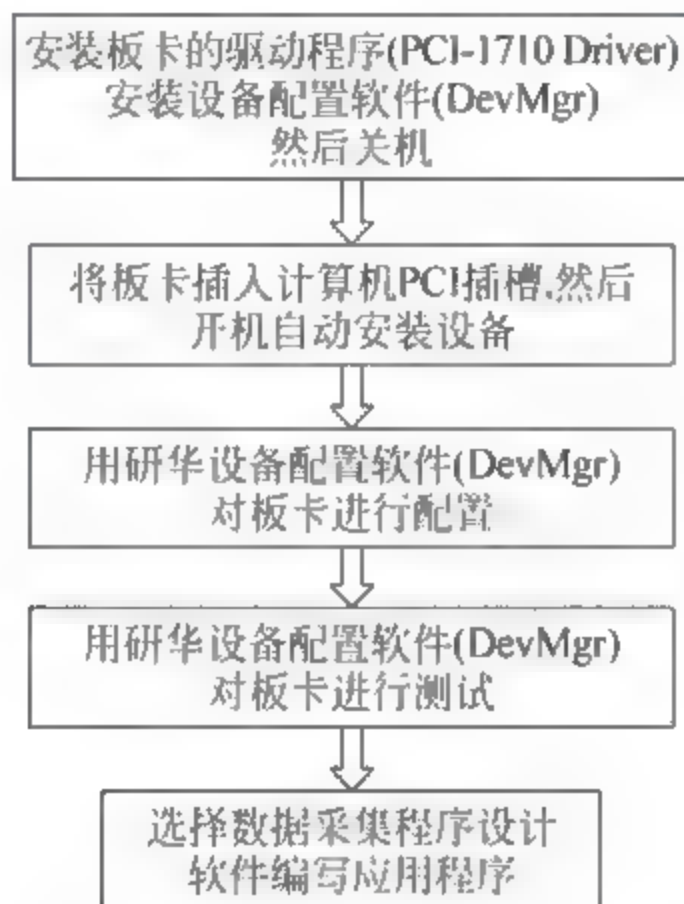 安装板卡的驱动程序(PCI-1710 Driver)
安装设备配置软件(DevMgr)
然后关机
将板卡插入计算机PCI插槽,然后
开机自动安装设备
用研华设备配置软件(DevMgr)
对板卡进行配置
用研华设备配置软件(DevMgr)
对板卡进行测试
选择数据采集程序设计
软件编写应用程序